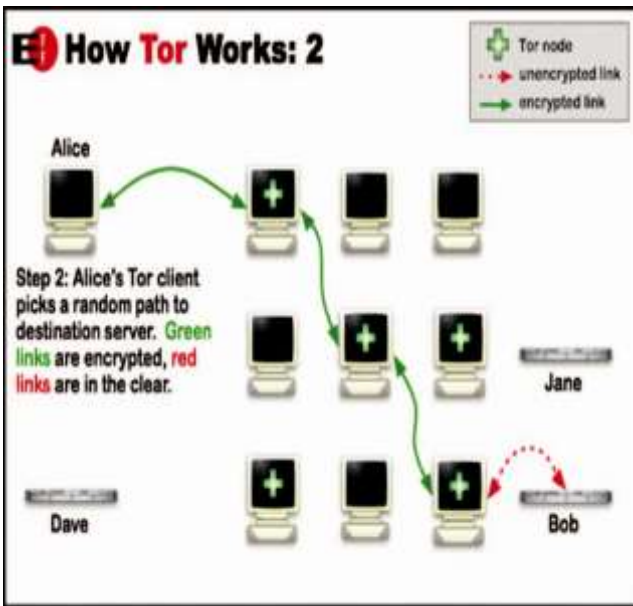 How Tor Works: 2
Tor node
unencrypted link
encrypted link
Alice
Step 2: Alice's Tor client
picks a random path to
destination server. Green
links are encrypted, red
links are in the clear.
Jane
Dave
Bob